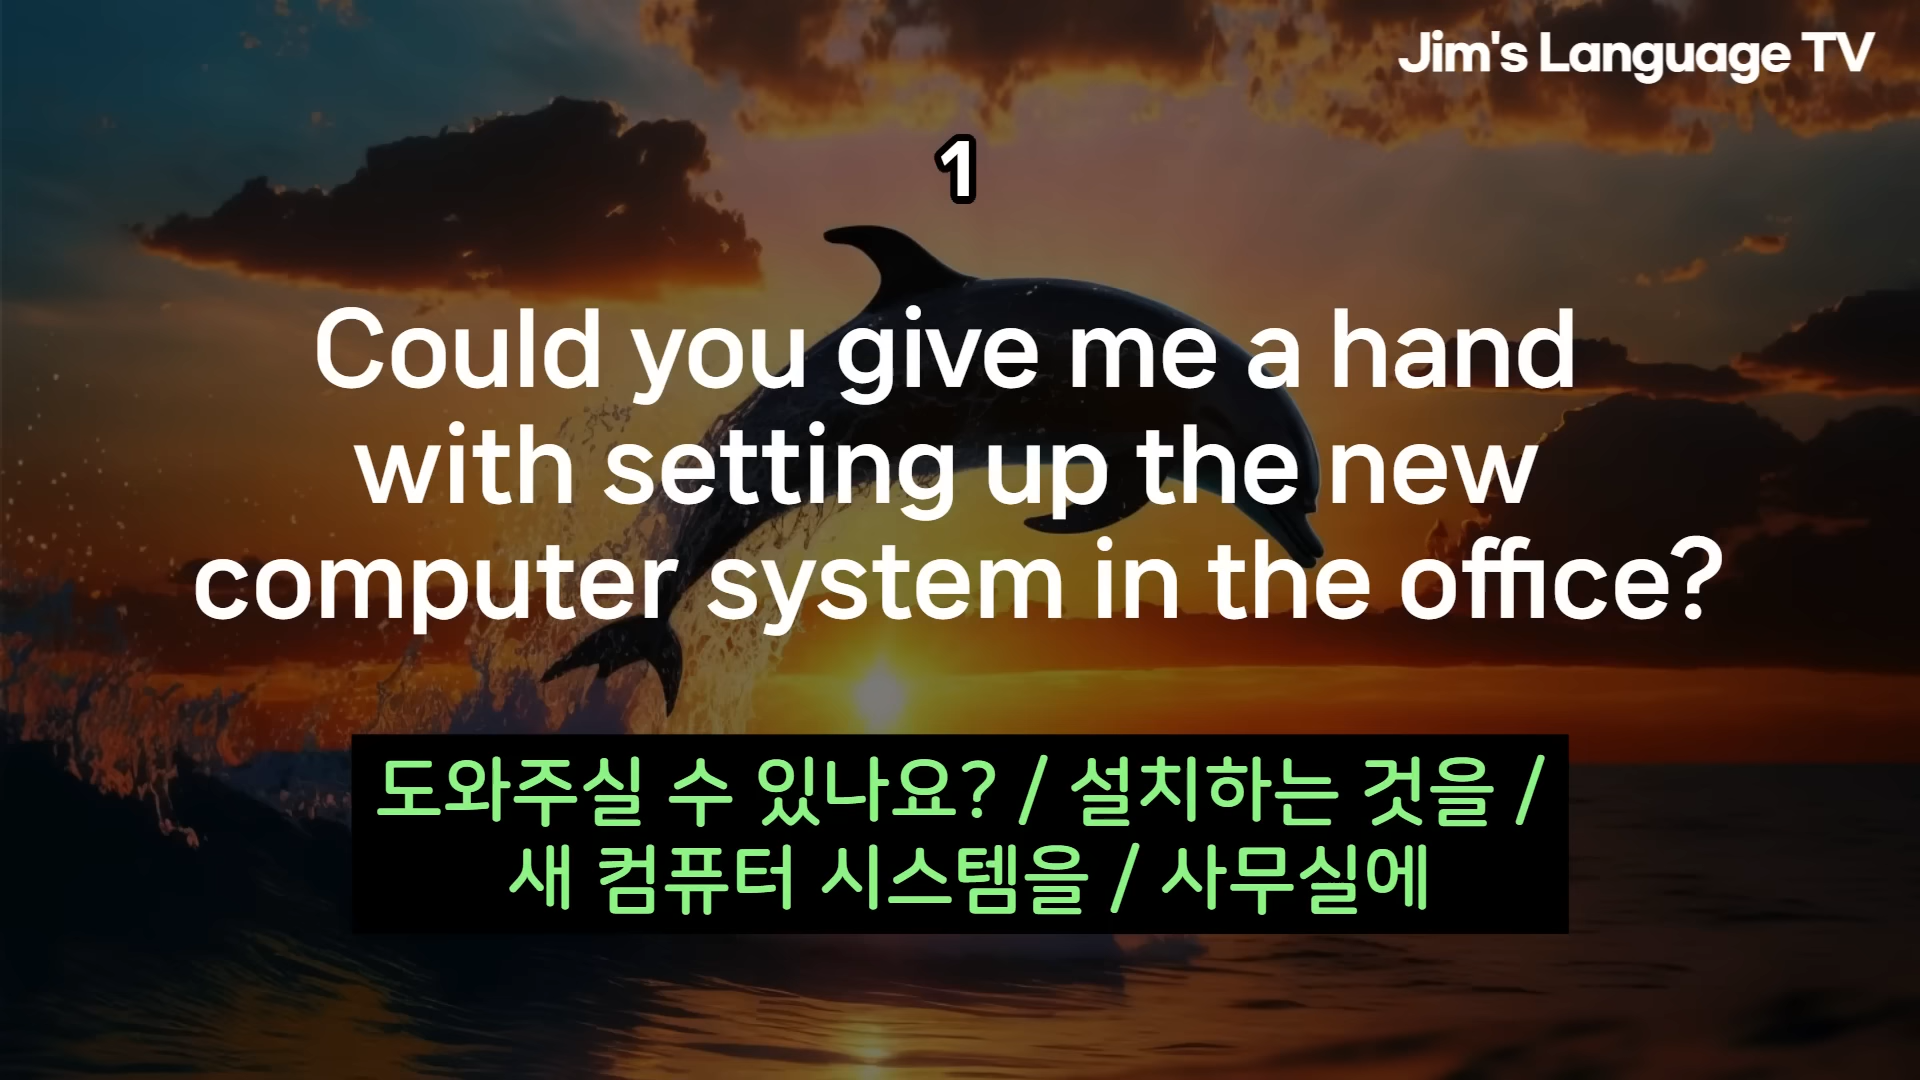 Jim's Language TV
1
Could you give me a hand
with setting up the new
computer system in the office?
도와주실 수 있나요? / 설치하는 것을 /
새 컴퓨터 시스템을 / 사무실에